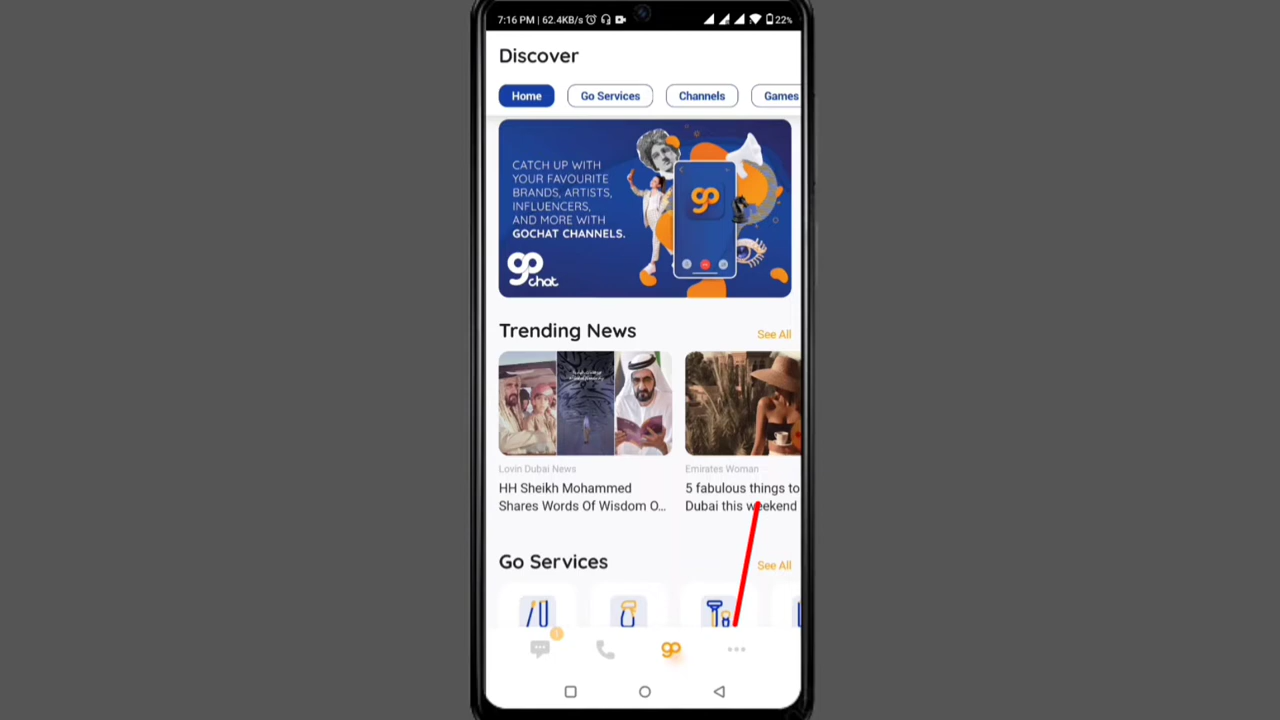 7:16 PM | 62.4KB/s
22%
Discover
Home
Go Services
Channels
Games
CATCH UP WITH
YOUR FAVOURITE
BRANDS, ARTISTS,
INFLUENCERS,
AND MORE WITH
GOCHAT CHANNELS.
go
go
chat
Trending News
See All
Lovin Dubai News
HH Sheikh Mohammed
Shares Words Of Wisdom O...
Emirates Woman
5 fabulous things to
Dubai this weekend
Go Services
See All
go